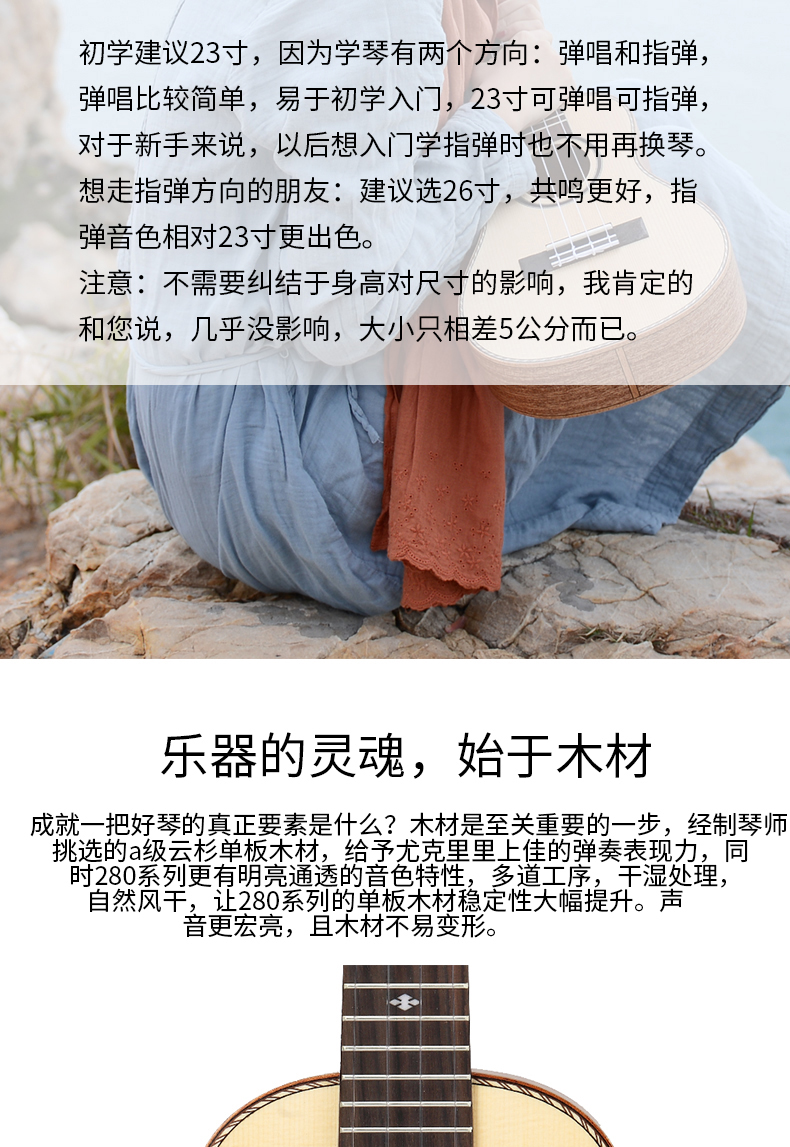 初学建议23寸，因为学琴有两个方向：弹唱和指弹，
弹唱比较简单，易于初学入门，23寸可弹唱可指弹，
对于新手来说，以后想入门学指弹时也不用再换琴。
想走指弹方向的朋友：建议选26寸，共鸣更好，指
弹音色相对23寸更出色。
注意：不需要纠结于身高对尺寸的影响，我肯定的
和您说，几乎没影响，大小只相差5公分而已。
乐器的灵魂，始于木材
成就一把好琴的真正要素是什么？木材是至关重要的一步，经制琴师
挑选的a级云杉单板木材，给予尤克里里上佳的弹奏表现力，同
时280系列更有明亮通透的音色特性，多道工序，干湿处理，
自然风干，让280系列的单板木材稳定性大幅提升。声
音更宏亮，且木材不易变形。